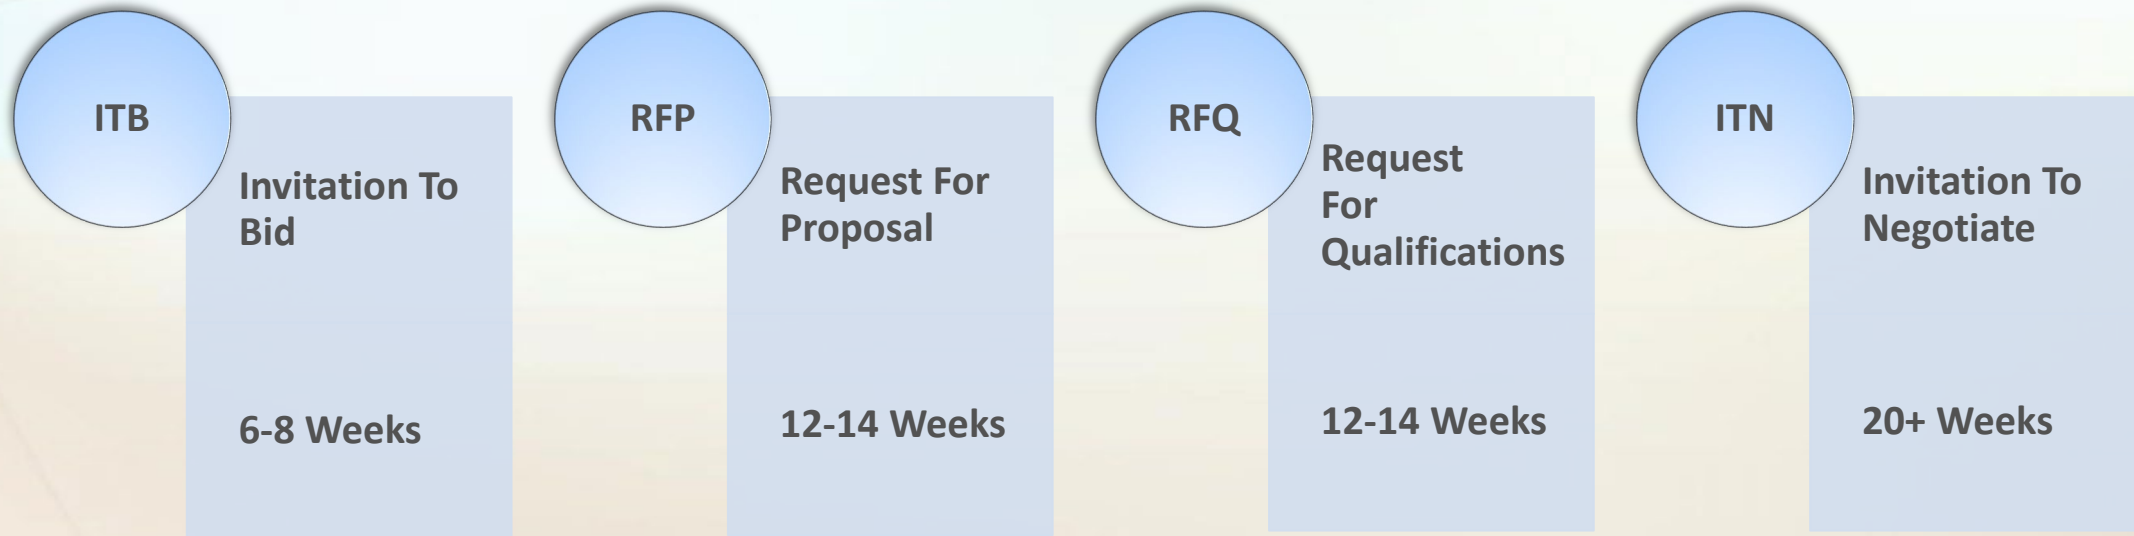 ITB
Invitation To
Bid
6-8 Weeks
RFP
Request For
Proposal
12-14 Weeks
RFQ
Request
For
Qualifications
12-14 Weeks
ITN
Invitation To
Negotiate
20+ Weeks